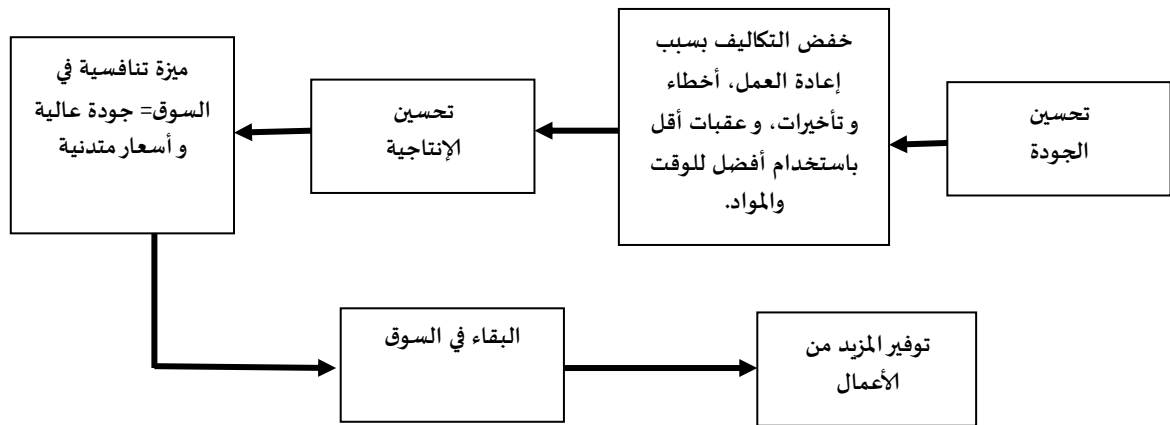 تحسين
الجودة
خفض التكاليف بسبب
إعادة العمل، أخطاء
و تأخيرات، و عقبات أقل
باستخدام أفضل للوقت
والمواد.
تحسين
الإنتاجية
ميزة تنافسية في
السوق= جودة عالية
و أسعار متدنية
البقاء في السوق
توفير المزيد من
الأعمال